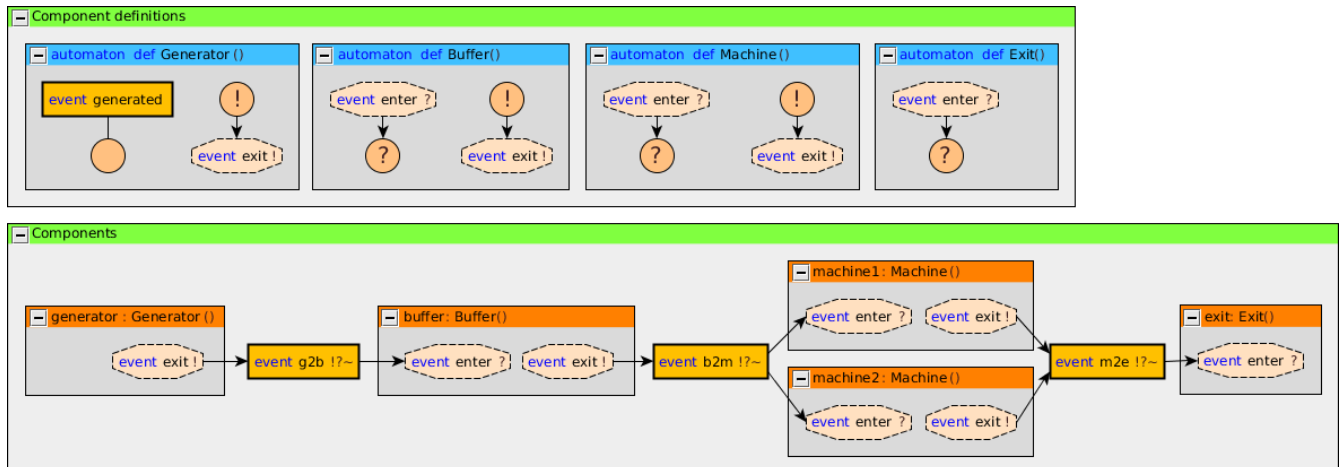 Component definitions
automaton def Generator()
event generated
!
event exit !
automaton def Buffer()
event enter ?
?
!
event exit !
automaton def Machine()
event enter ?
?
!
event exit !
automaton def Exit()
event enter ?
?
Components
generator : Generator()
event exit !
event g2b !?~
buffer: Buffer()
event enter ?
event exit !
event b2m !?~
machine1: Machine()
event enter ?
event exit !
machine2: Machine()
event enter ?
event exit !
event m2e !?~
exit: Exit()
event enter ?